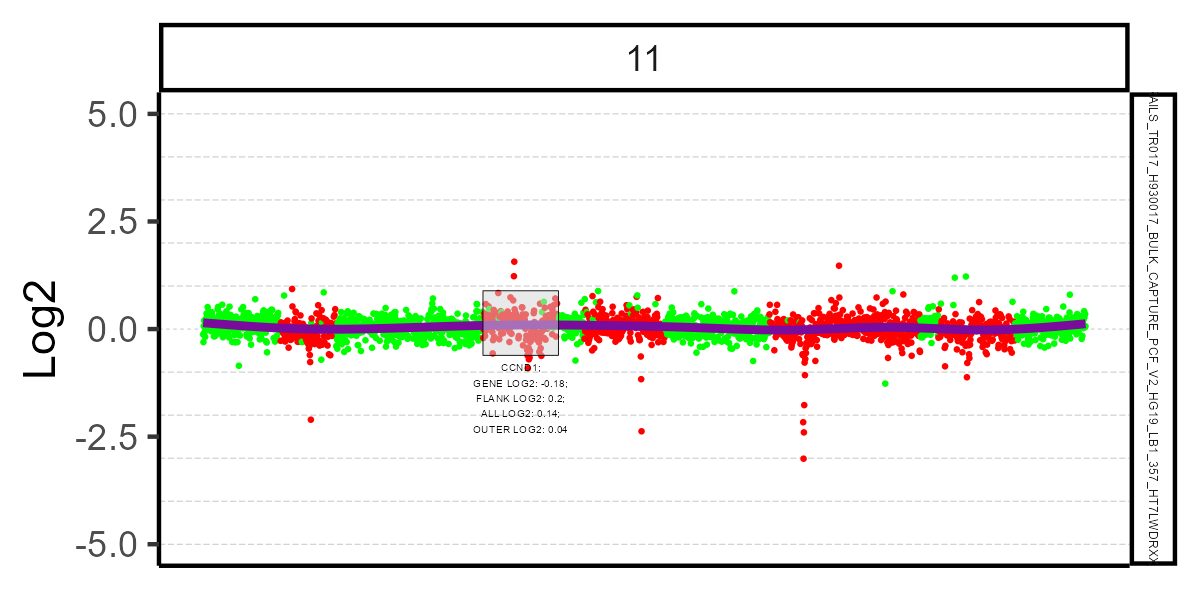 11
5.0
2.5
0.0
-2.5
-5.0
Log2
CCND1;
GENE LOG2: -0.18;
FLANK LOG2: 0.2;
ALL LOG2: 0.14;
OUTER LOG2: 0.04
AILS_TR017_H930017_BULK_CAPTURE_PCF_V2_HG19_LB1_357_HT7LWDRXX